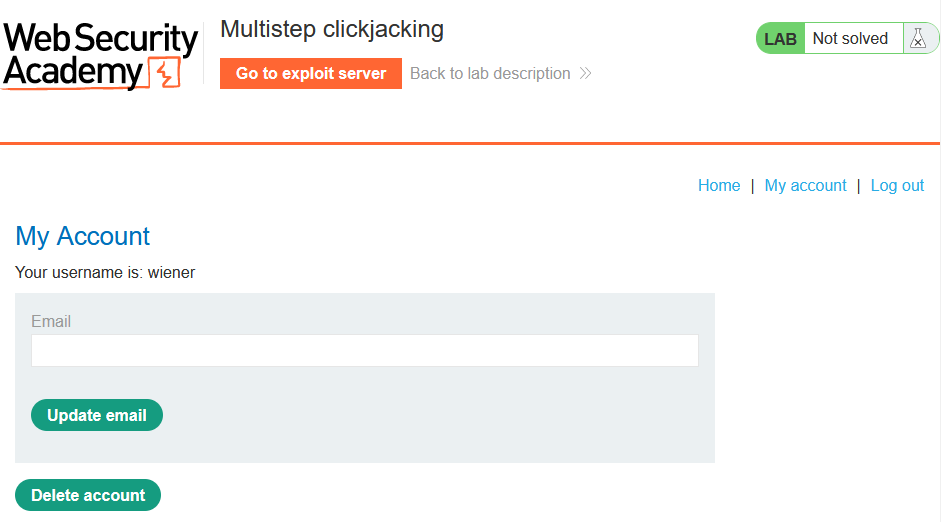 Web Security
Academy
Multistep clickjacking
Go to exploit server
Back to lab description
LAB
Not solved
Home | My account | Log out
My Account
Your username is: wiener
Email
Update email
Delete account